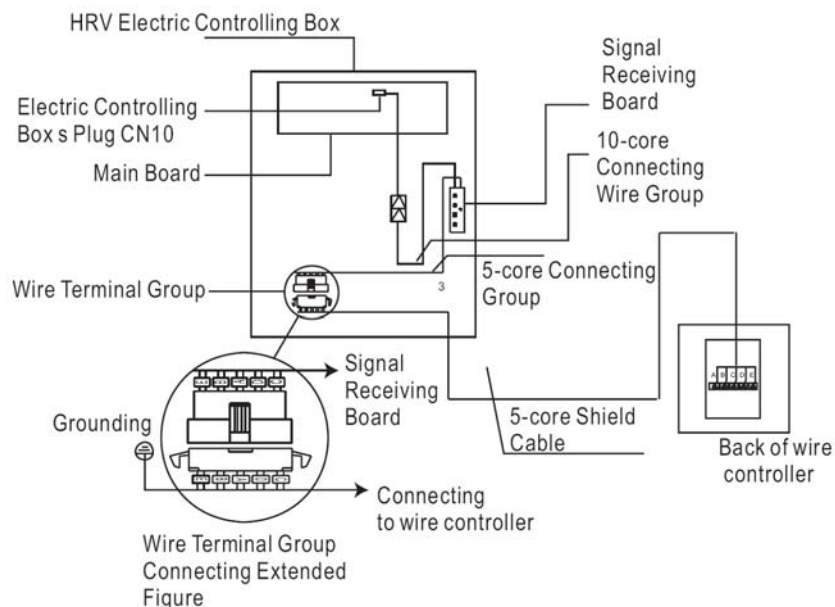 HRV Electric Controlling Box
Signal
Receiving
Board
Electric Controlling
Box s Plug CN10
10-core
Connecting
Wire Group
Main Board
5-core Connecting
Group
Wire Terminal Group
3
A B C D E
Signal
Receiving
Board
Grounding
5-core Shield
Cable
Back of wire
controller
Connecting
to wire controller
Wire Terminal Group
Connecting Extended
Figure